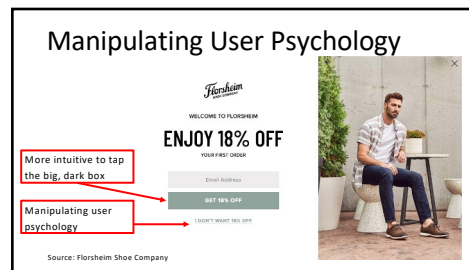 Manipulating User Psychology
Florsheim
SHOE COMPANY
WELCOME TO FLORSHEIM
ENJOY 18% OFF
YOUR FIRST ORDER
Email Address
More intuitive to tap
the big, dark box
GET 18% OFF
Manipulating user
psychology
I DON'T WANT 18% OFF
Source: Florsheim Shoe Company